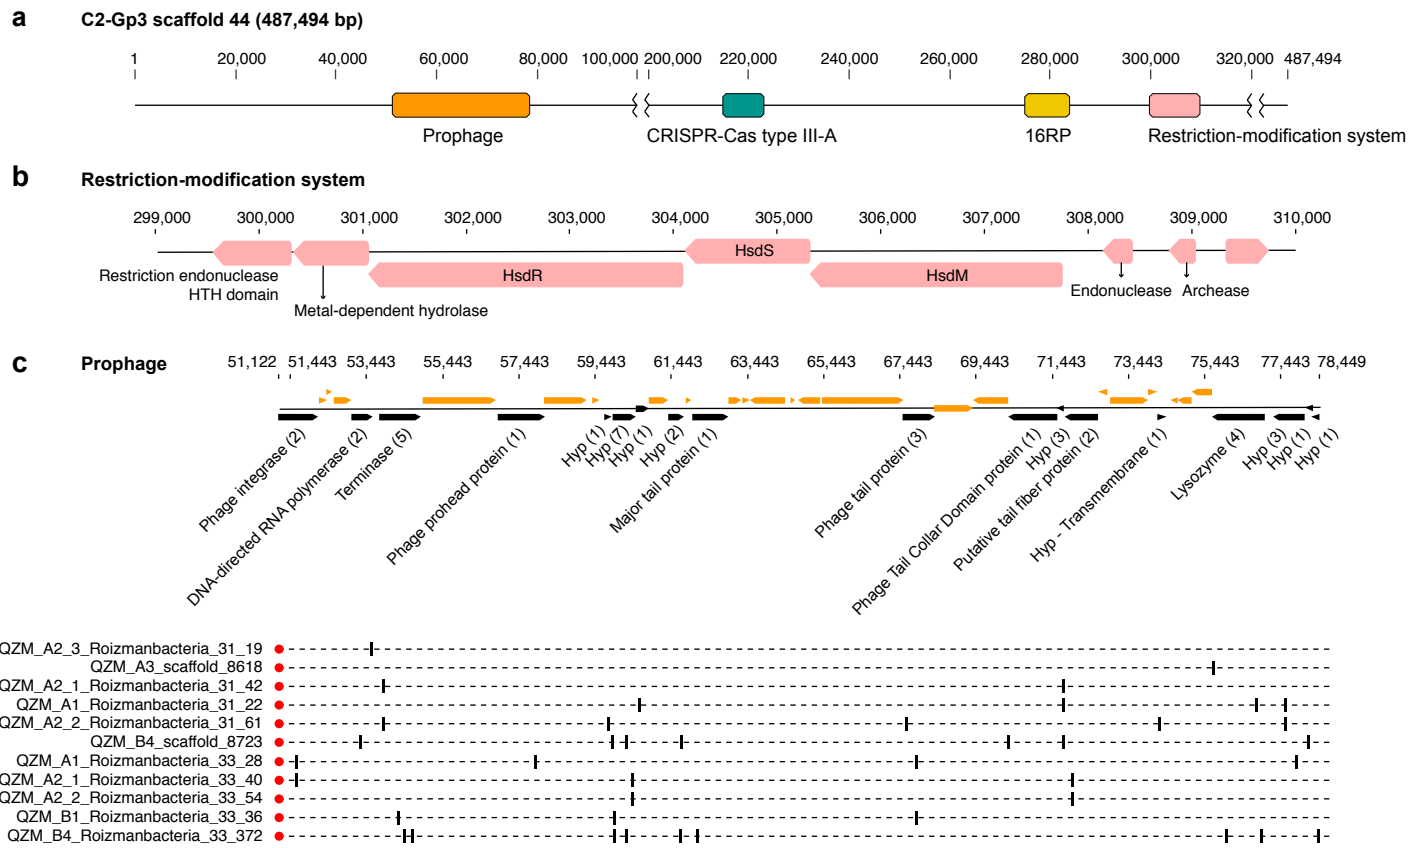 a
C2-Gp3 scaffold 44 (487,494 bp)
1 20,000 40,000 60,000 80,000 100,000 200,000 220,000 240,000 260,000 280,000 300,000 320,000 487,494
Prophage CRISPR-Cas type III-A 16RP Restriction-modification system
b
Restriction-modification system
299,000 300,000 301,000 302,000 303,000 304,000 305,000 306,000 307,000 308,000 309,000 310,000
HsdS
HsdR HsdM
Restriction endonuclease
HTH domain
Metal-dependent hydrolase
Endonuclease Archease
c
Prophage
51,122 51,443 53,443 55,443 57,443 59,443 61,443 63,443 65,443 67,443 69,443 71,443 73,443 75,443 77,443 78,449
Phage integrase (2)
DNA-directed RNA polymerase (2)
Terminase (5)
Phage prohead protein (1)
Hyp (1)
Hyp (7)
Hyp (1)
Hyp (2)
Major tail protein (1)
Phage tail protein (3)
Phage Tail Collar Domain protein (1)
Hyp (3)
Putative tail fiber protein (2)
Hyp - Transmembrane (1)
Lysozyme (4)
Hyp (3)
Hyp (1)
Hyp (1)
QZM_A2_3_Roizmanbacteria_31_19
QZM_A3_scaffold_8618
QZM_A2_1_Roizmanbacteria_31_42
QZM_A1_Roizmanbacteria_31_22
QZM_A2_2_Roizmanbacteria_31_61
QZM_B4_scaffold_8723
QZM_A1_Roizmanbacteria_33_28
QZM_A2_1_Roizmanbacteria_33_40
QZM_A2_2_Roizmanbacteria_33_54
QZM_B1_Roizmanbacteria_33_36
QZM_B4_Roizmanbacteria_33_372